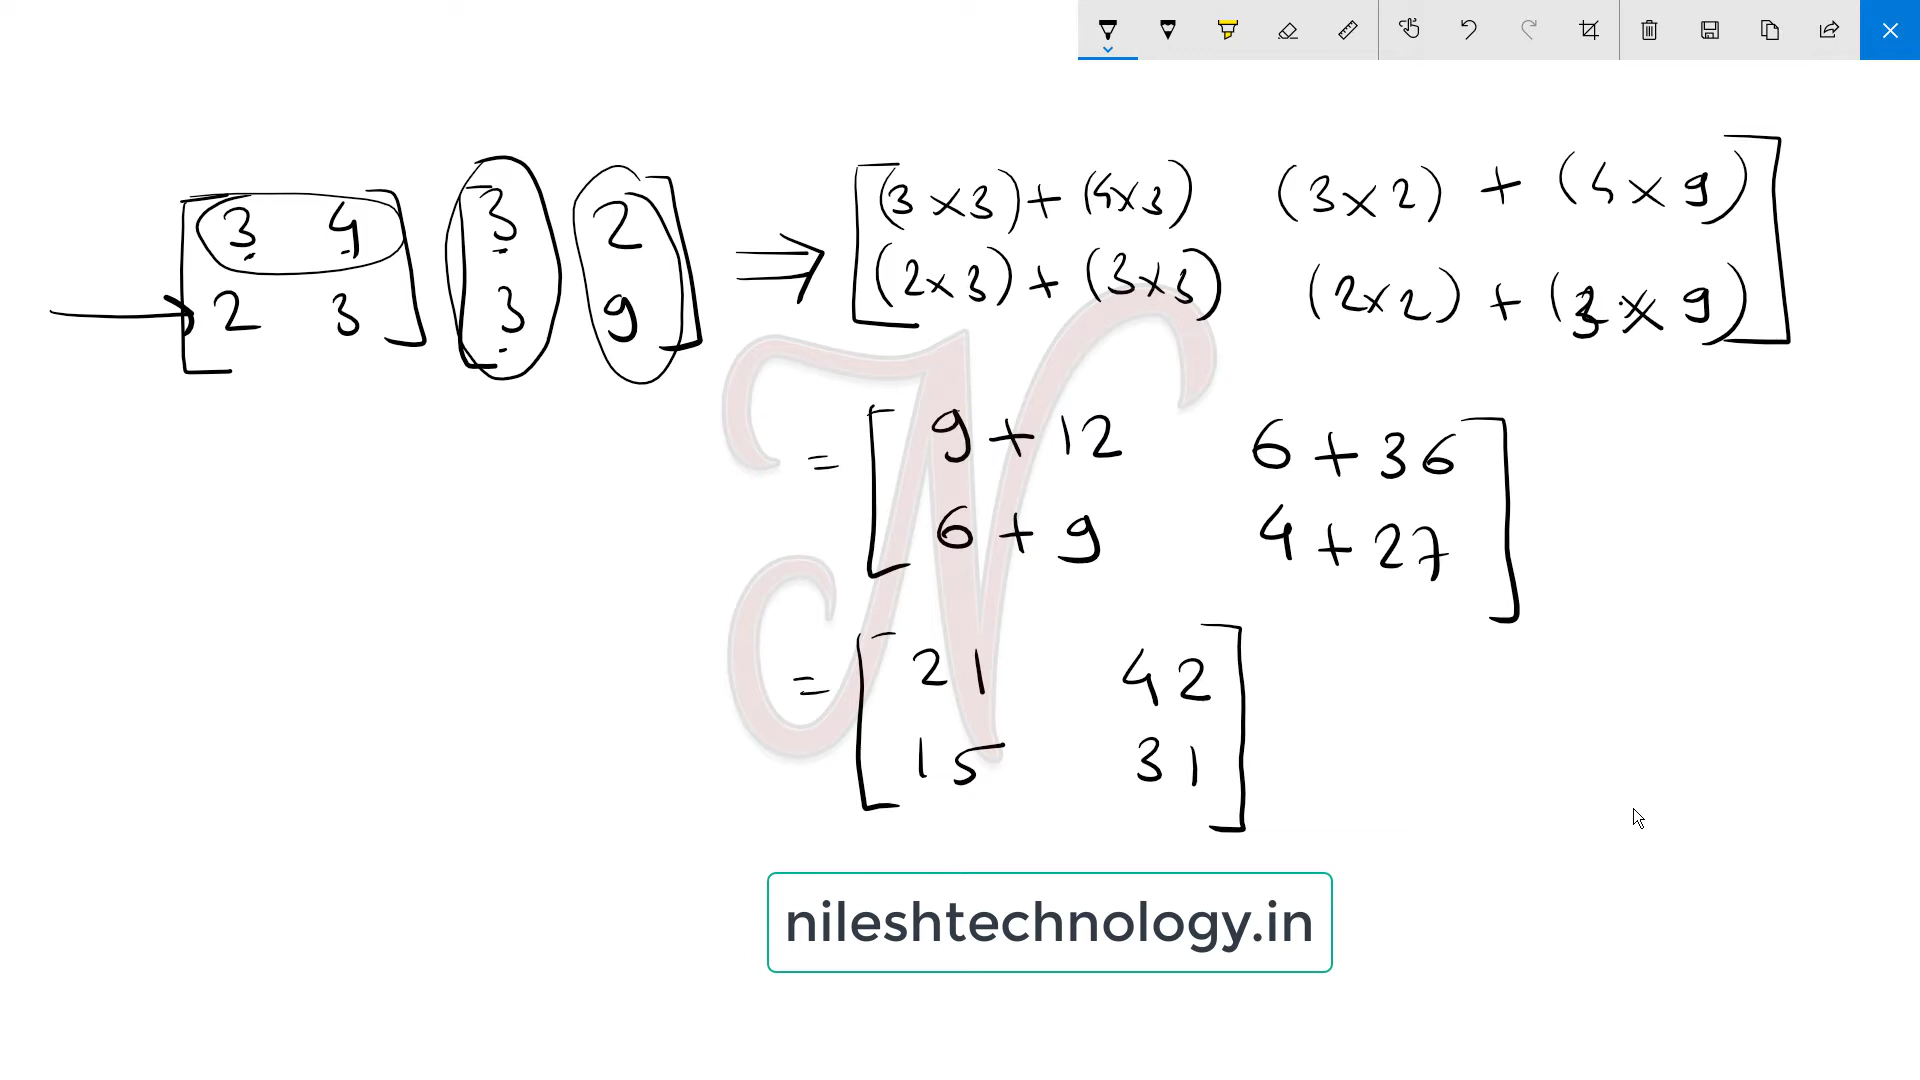 [3 4 [3 2] ⇒ [(3×3)+(4×3) (3×2)+(4×9)]
2 3] 3 9 (2×3)+(3×3) (2×2)+(3×9)
= [9+12 6+36]
6+9 4+27
= [21 42]
15 31
nileshtechnology.in